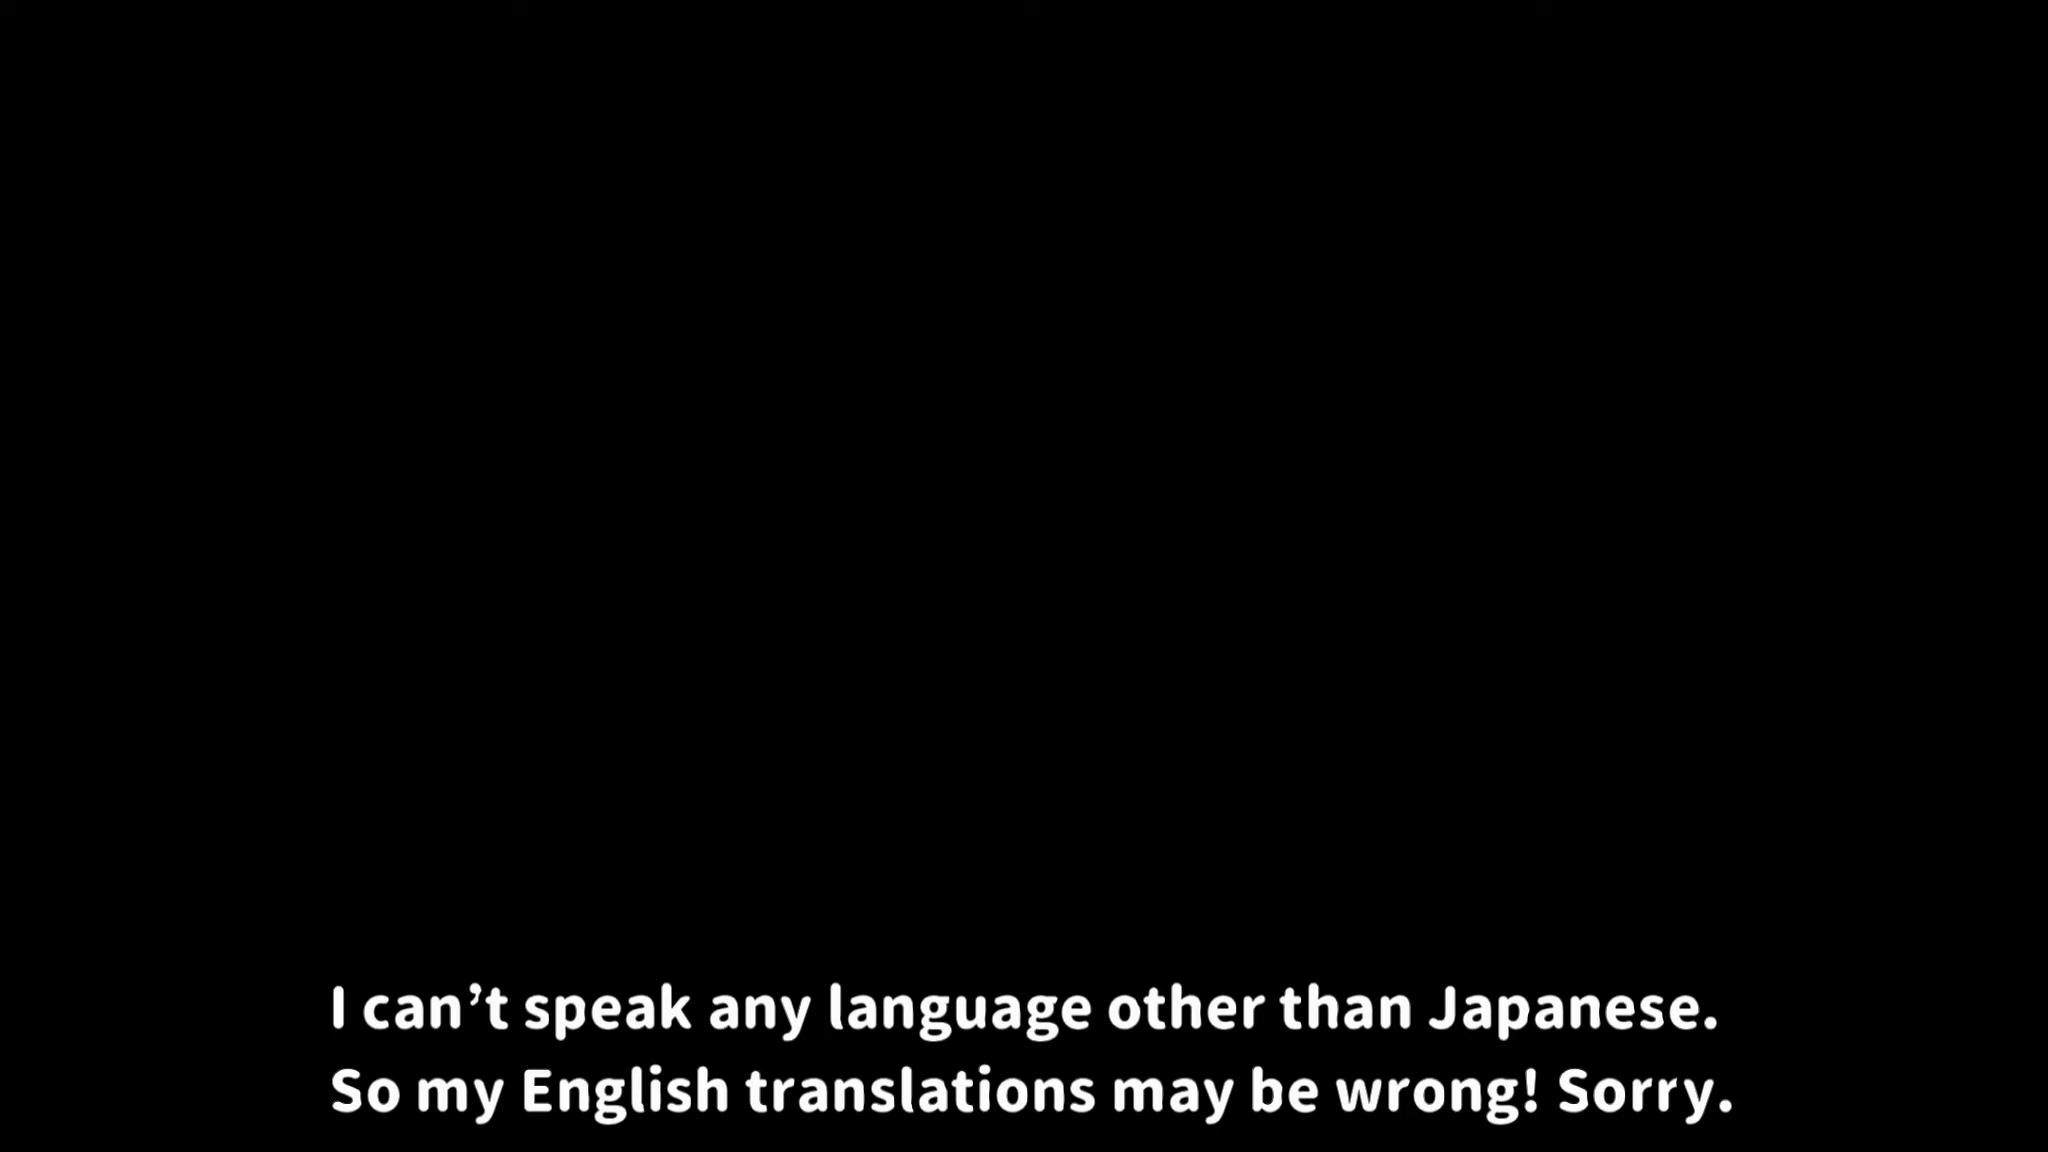 I can’t speak any language other than Japanese.
So my English translations may be wrong! Sorry.